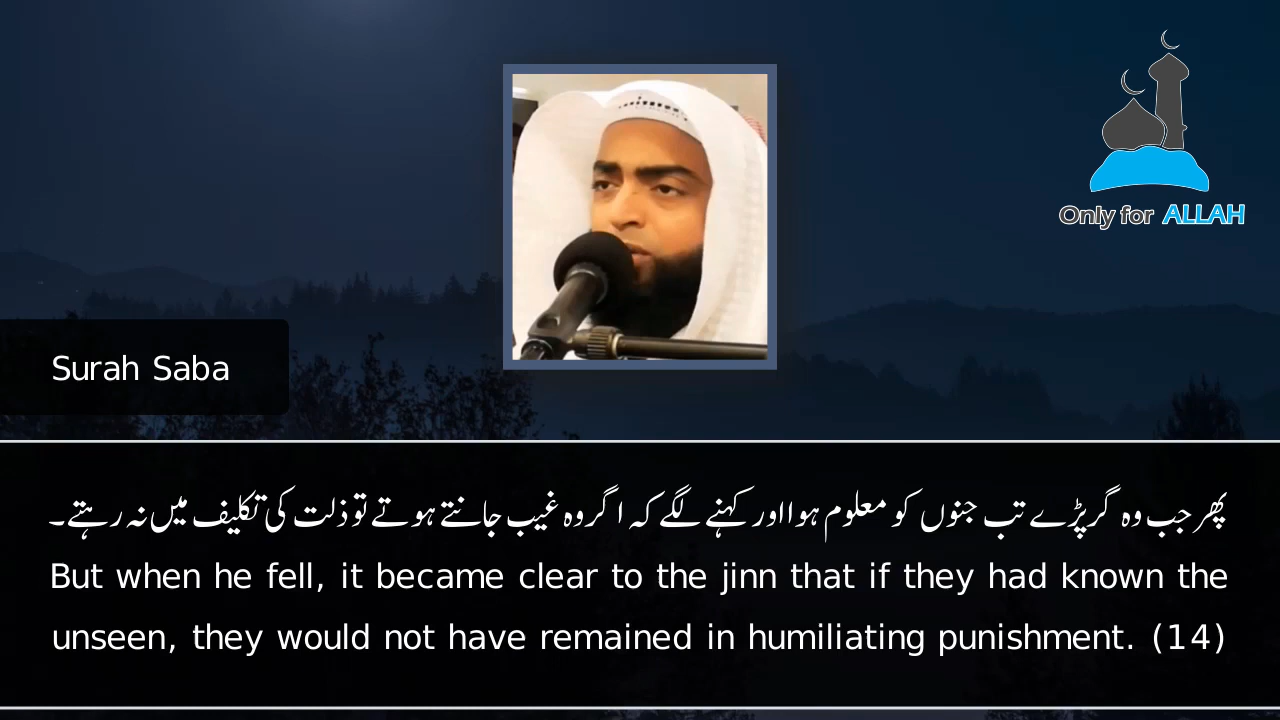 Only for ALLAH
Surah Saba
پھر جب وہ گرپڑے تب جنوں کو معلوم ہوا اور کہنے لگے کہ اگر وہ غیب جانتے ہوتے تو ذلت کی تکلیف میں نہ رہتے۔
But when he fell, it became clear to the jinn that if they had known the
unseen, they would not have remained in humiliating punishment. (14)